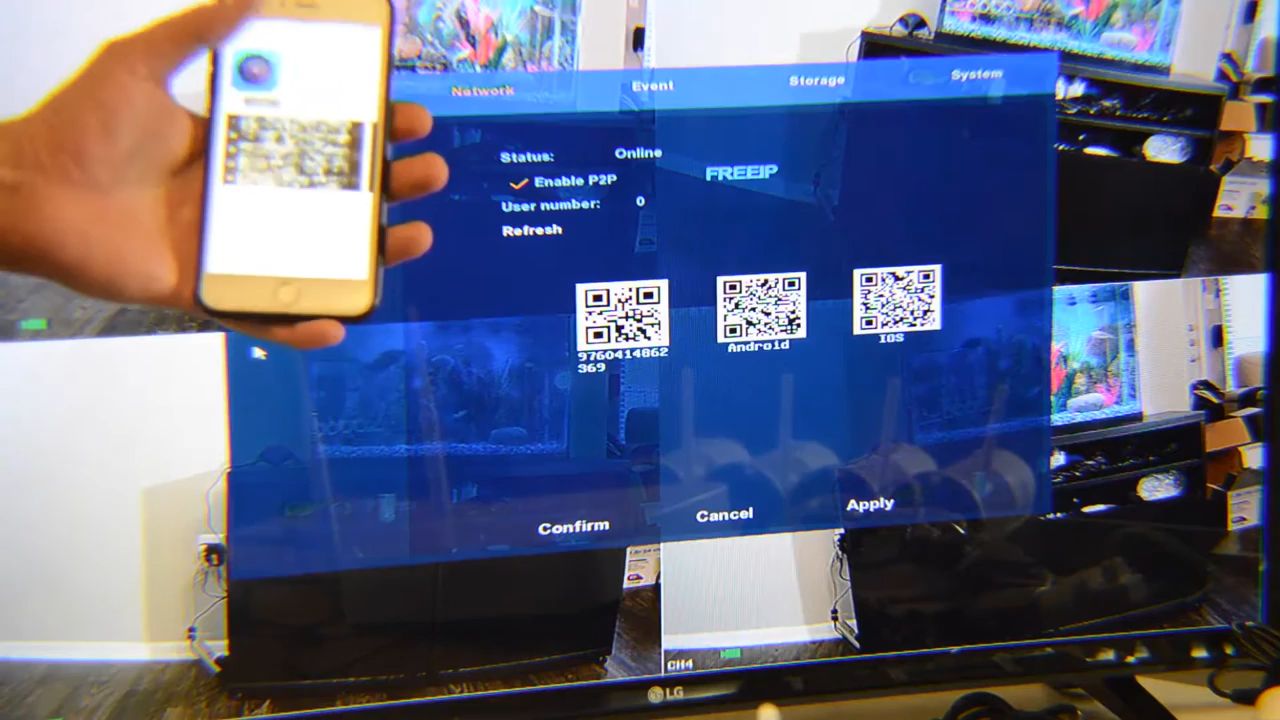 Network Event Storage System
Status: Online
Enable P2P
User number: 0
Refresh
FREEIP
9760414862
369
Android
IOS
Confirm Cancel Apply
CH4
LG